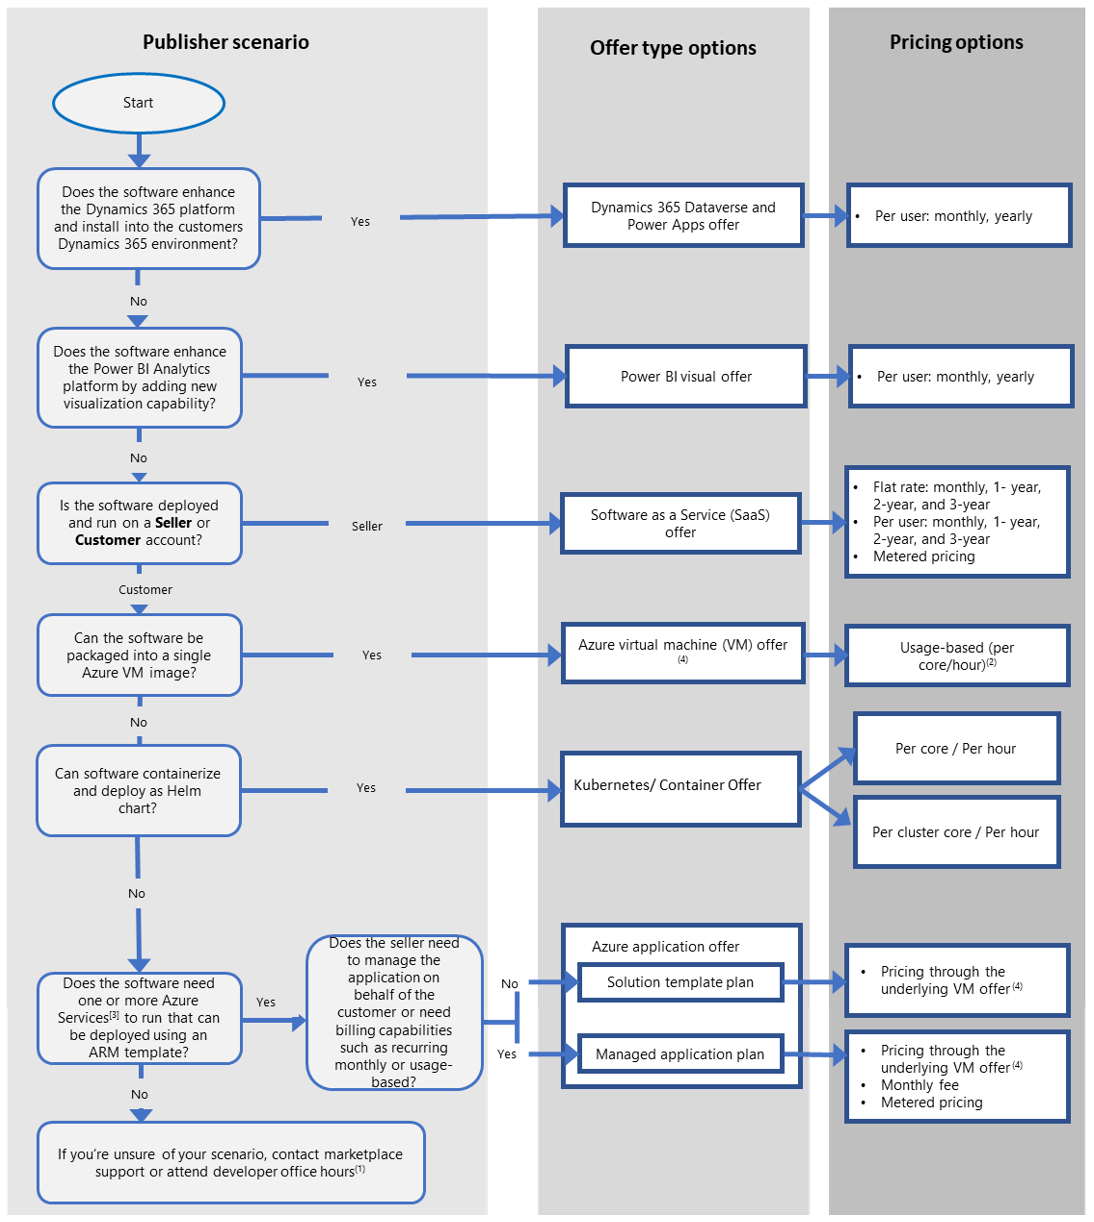 Publisher scenario
Offer type options
Pricing options
Start
Does the software enhance
the Dynamics 365 platform
and install into the customers
Dynamics 365 environment?
Yes
Dynamics 365 Dataverse and
Power Apps offer
• Per user: monthly, yearly
No
Does the software enhance
the Power BI Analytics
platform by adding new
visualization capability?
Yes
Power BI visual offer
• Per user: monthly, yearly
No
Is the software deployed
and run on a Seller or
Customer account?
Seller
Software as a Service (SaaS)
offer
• Flat rate: monthly, 1- year,
2-year, and 3-year
• Per user: monthly, 1- year,
2-year, and 3-year
• Metered pricing
Customer
Can the software be
packaged into a single
Azure VM image?
Yes
Azure virtual machine (VM) offer
(4)
Usage-based (per
core/hour)(2)
No
Can software containerize
and deploy as Helm
chart?
Yes
Kubernetes/ Container Offer
Per core / Per hour
Per cluster core / Per hour
No
Does the software need
one or more Azure
Services[3] to run that can
be deployed using an
ARM template?
Yes
Does the seller need
to manage the
application on
behalf of the
customer or need
billing capabilities
such as recurring
monthly or usage-
based?
No
Yes
Azure application offer
Solution template plan
Managed application plan
• Pricing through the
underlying VM offer (4)
• Pricing through the
underlying VM offer(4)
• Monthly fee
• Metered pricing
No
If you're unsure of your scenario, contact marketplace
support or attend developer office hours(1)